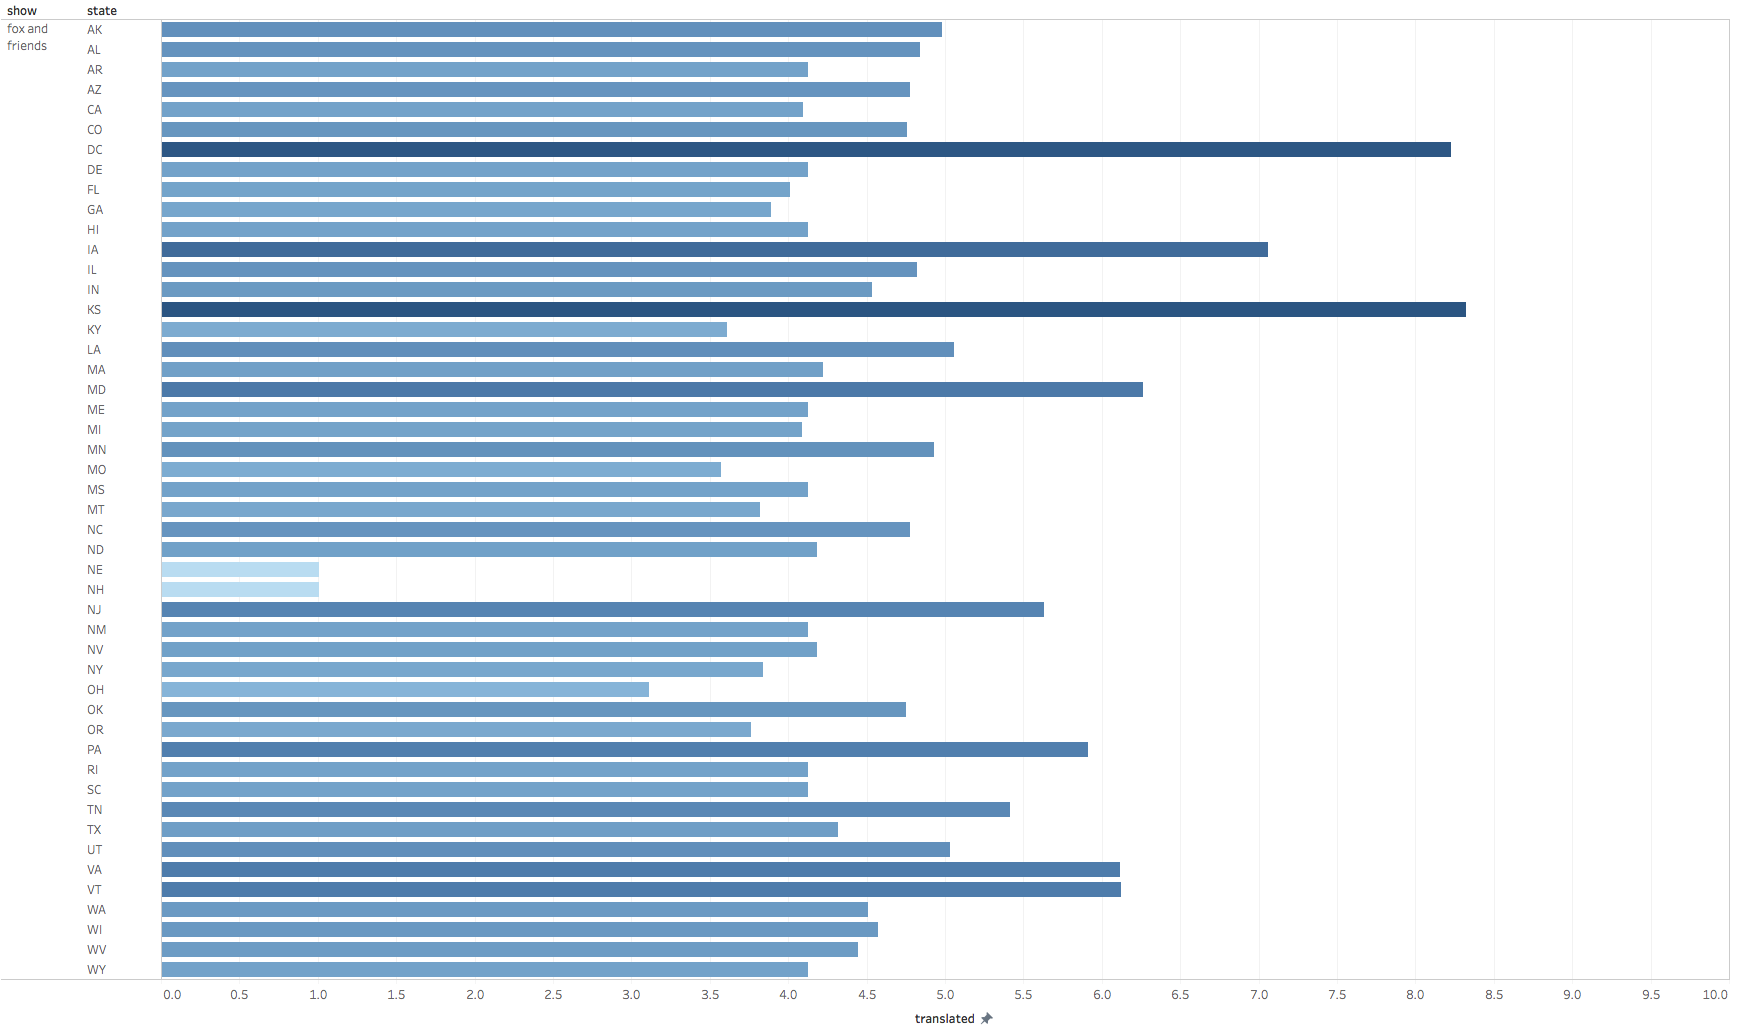 show state
fox and AK
friends AL
AR
AZ
CA
CO
DC
DE
FL
GA
HI
IA
IL
IN
KS
KY
LA
MA
MD
ME
MI
MN
MO
MS
MT
NC
ND
NE
NH
NJ
NM
NV
NY
OH
OK
OR
PA
RI
SC
TN
TX
UT
VA
VT
WA
WI
WV
WY
0.0 0.5 1.0 1.5 2.0 2.5 3.0 3.5 4.0 4.5 5.0 5.5 6.0 6.5 7.0 7.5 8.0 8.5 9.0 9.5 10.0
translated